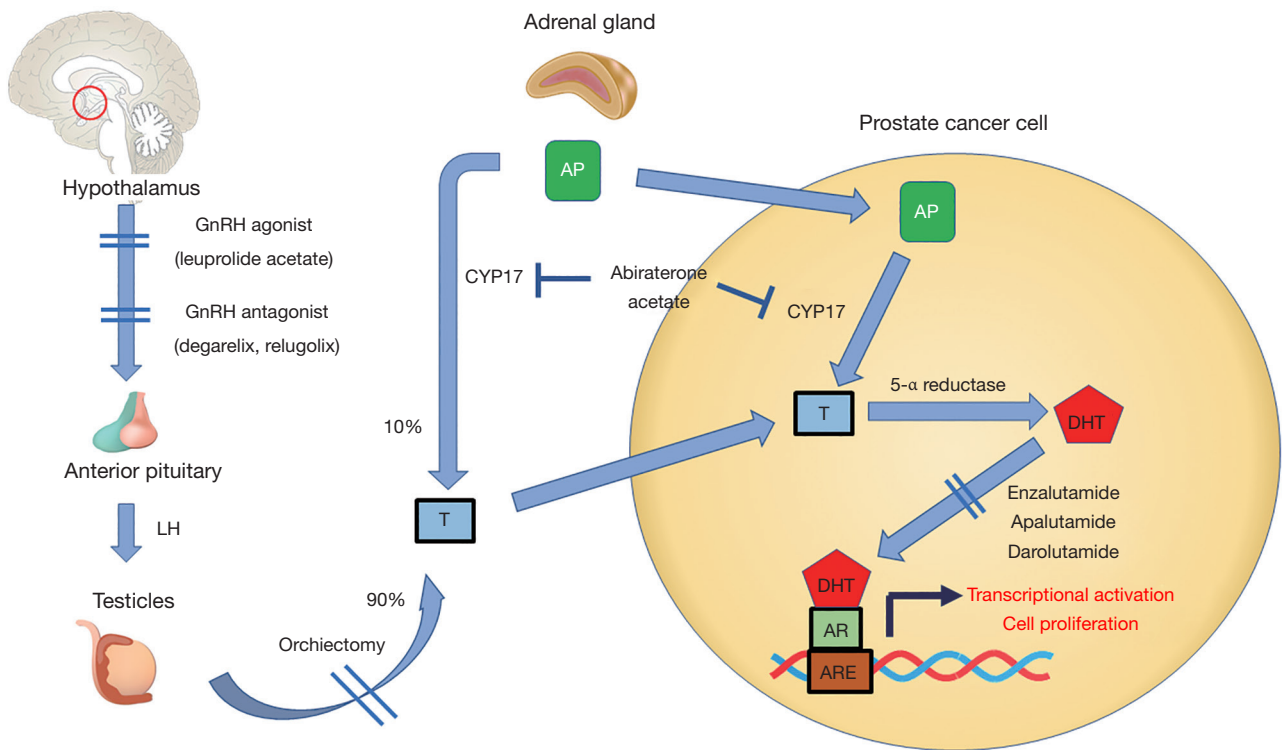 Adrenal gland
Prostate cancer cell
Hypothalamus
AP
AP
GnRH agonist
(leuprolide acetate)
GnRH antagonist
(degarelix, relugolix)
CYP17
Abiraterone
acetate
CYP17
10%
T
5-α reductase
DHT
Anterior pituitary
LH
T
Enzalutamide
Apalutamide
Darolutamide
Testicles
90%
Orchiectomy
DHT
AR
ARE
Transcriptional activation
Cell proliferation